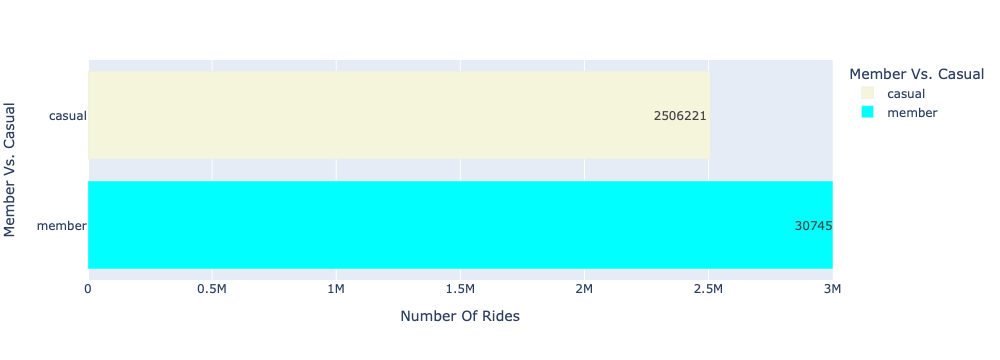 Member Vs. Casual
casual
member
Member Vs. Casual
casual
2506221
member
30745
0
0.5M
1M
1.5M
2M
2.5M
3M
Number Of Rides